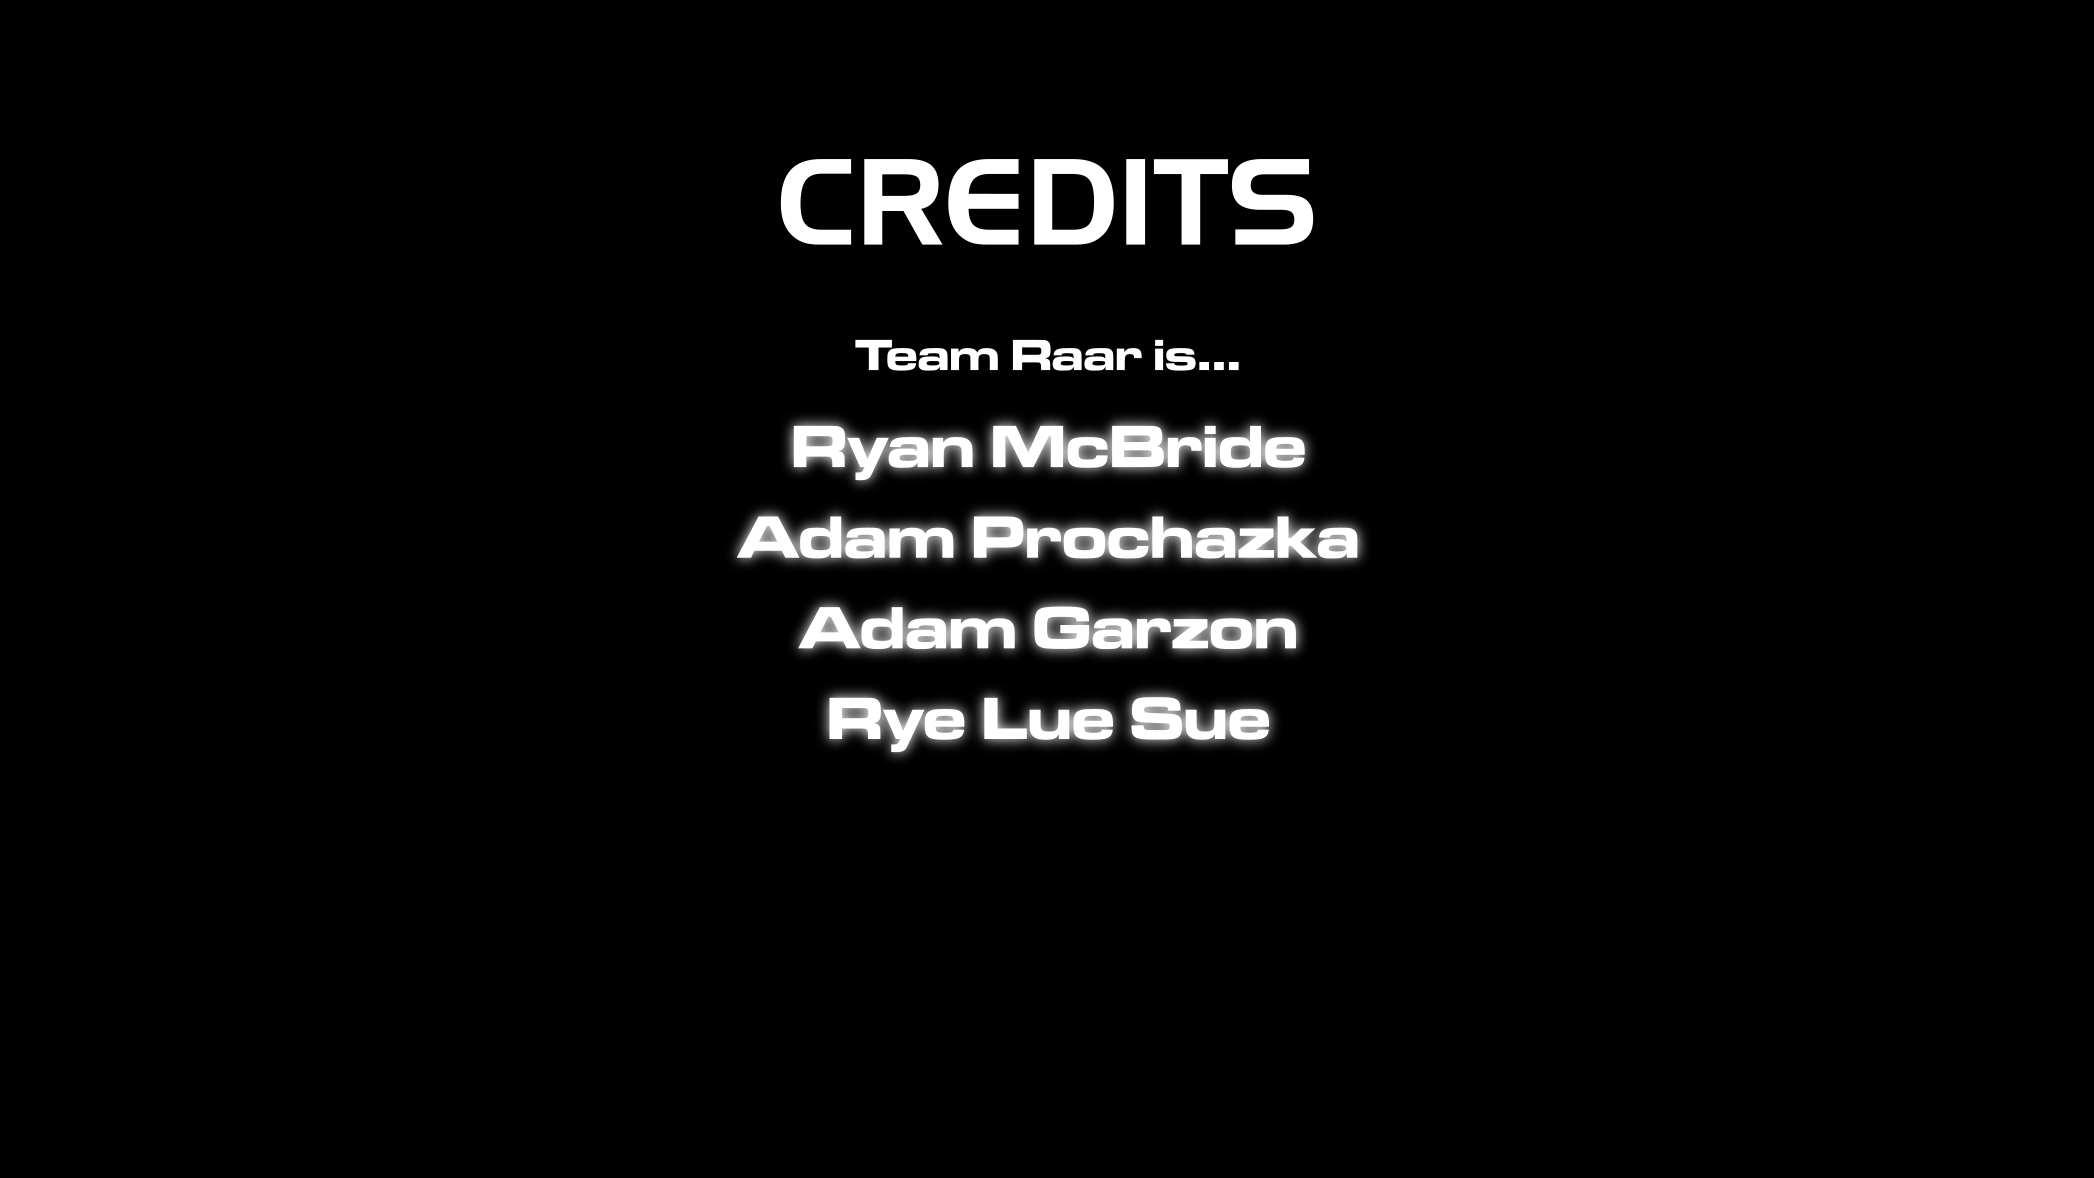 CREDITS
Team Raar is...
Ryan McBride
Adam Prochazka
Adam Garzon
Rye Lue Sue